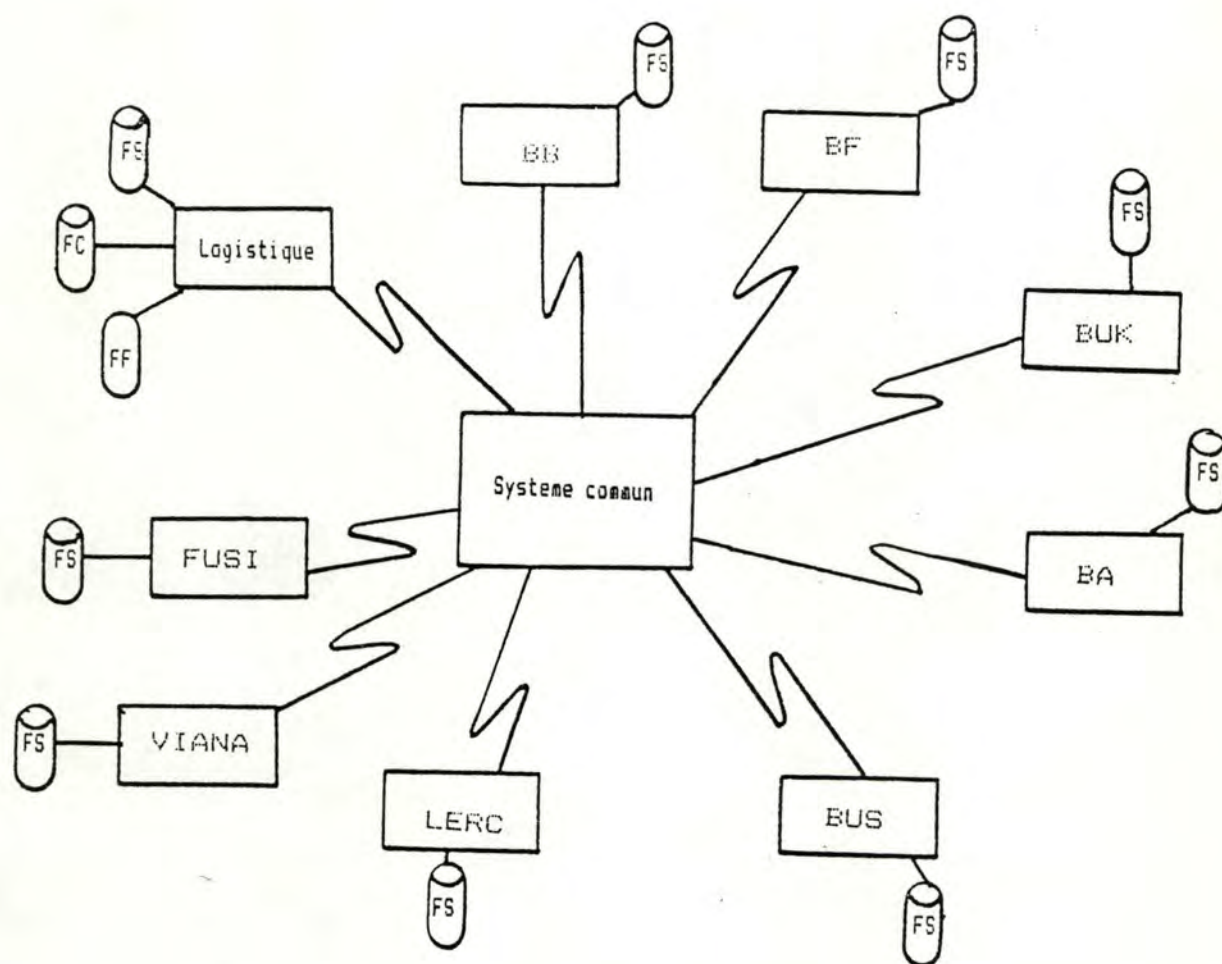 FS
FS
FS
BB
BF
FS
FC
Logistique
FS
FF
BUK
Systeme commun
FS
FS
FUSI
BA
FS
VIANA
LERC
BUS
FS
FS